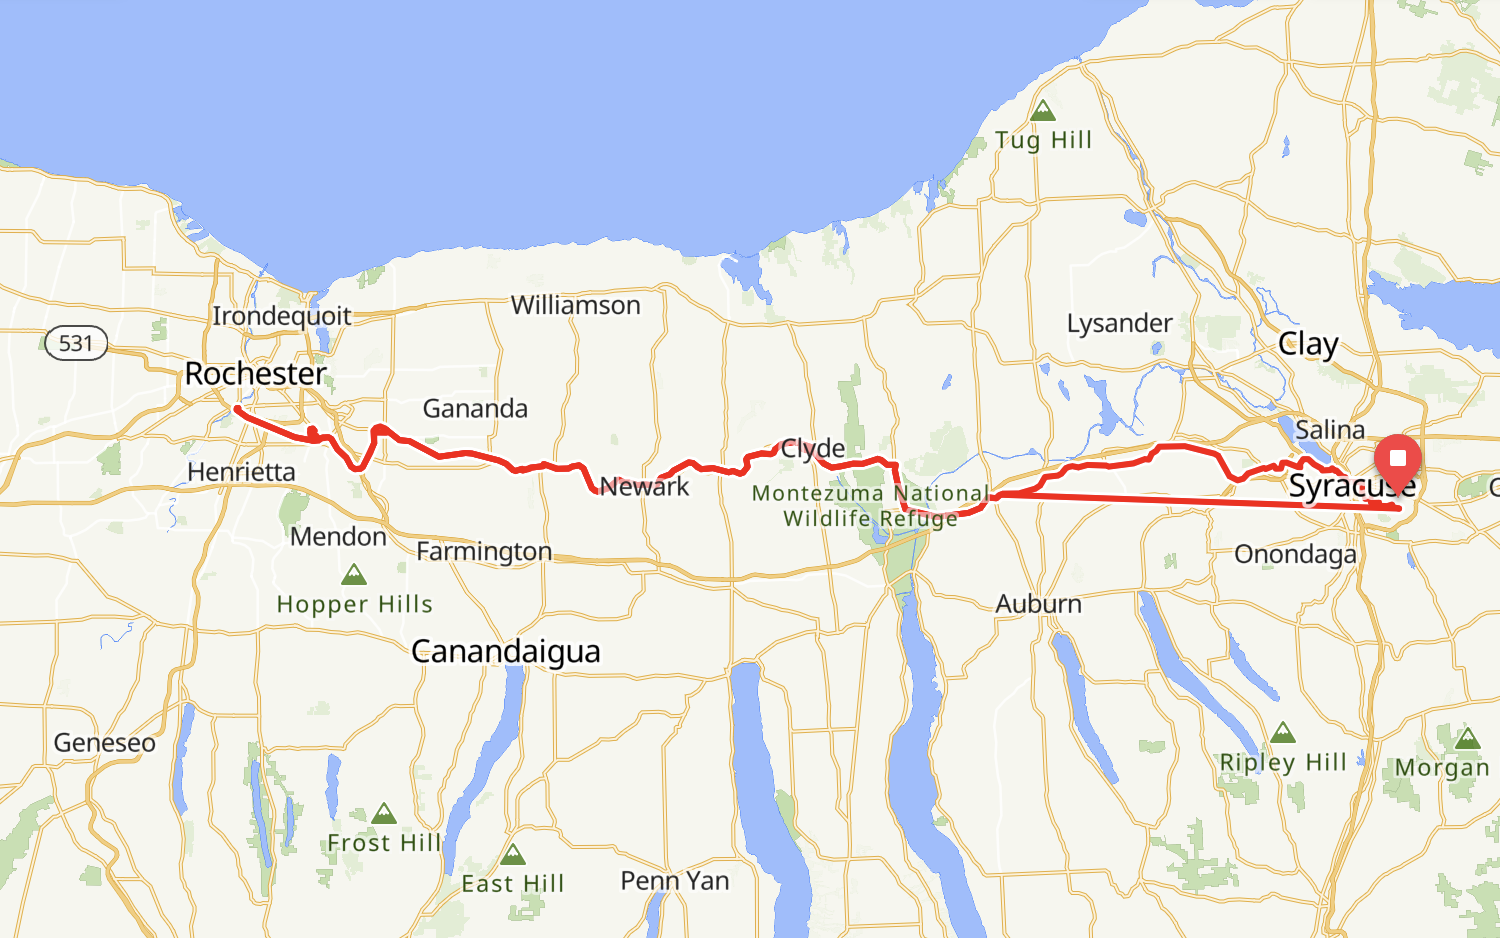 Tug Hill
Williamson
Irondequoit
Lysander
531
Clay
Rochester
Gananda
Salina
Clyde
Henrietta
Newark
Syracuse
Montezuma National
Wildlife Refuge
Mendon
Farmington
Onondaga
Hopper Hills
Auburn
Canandaigua
Geneseo
Ripley Hill
Morgan
Frost Hill
East Hill
Penn Yan